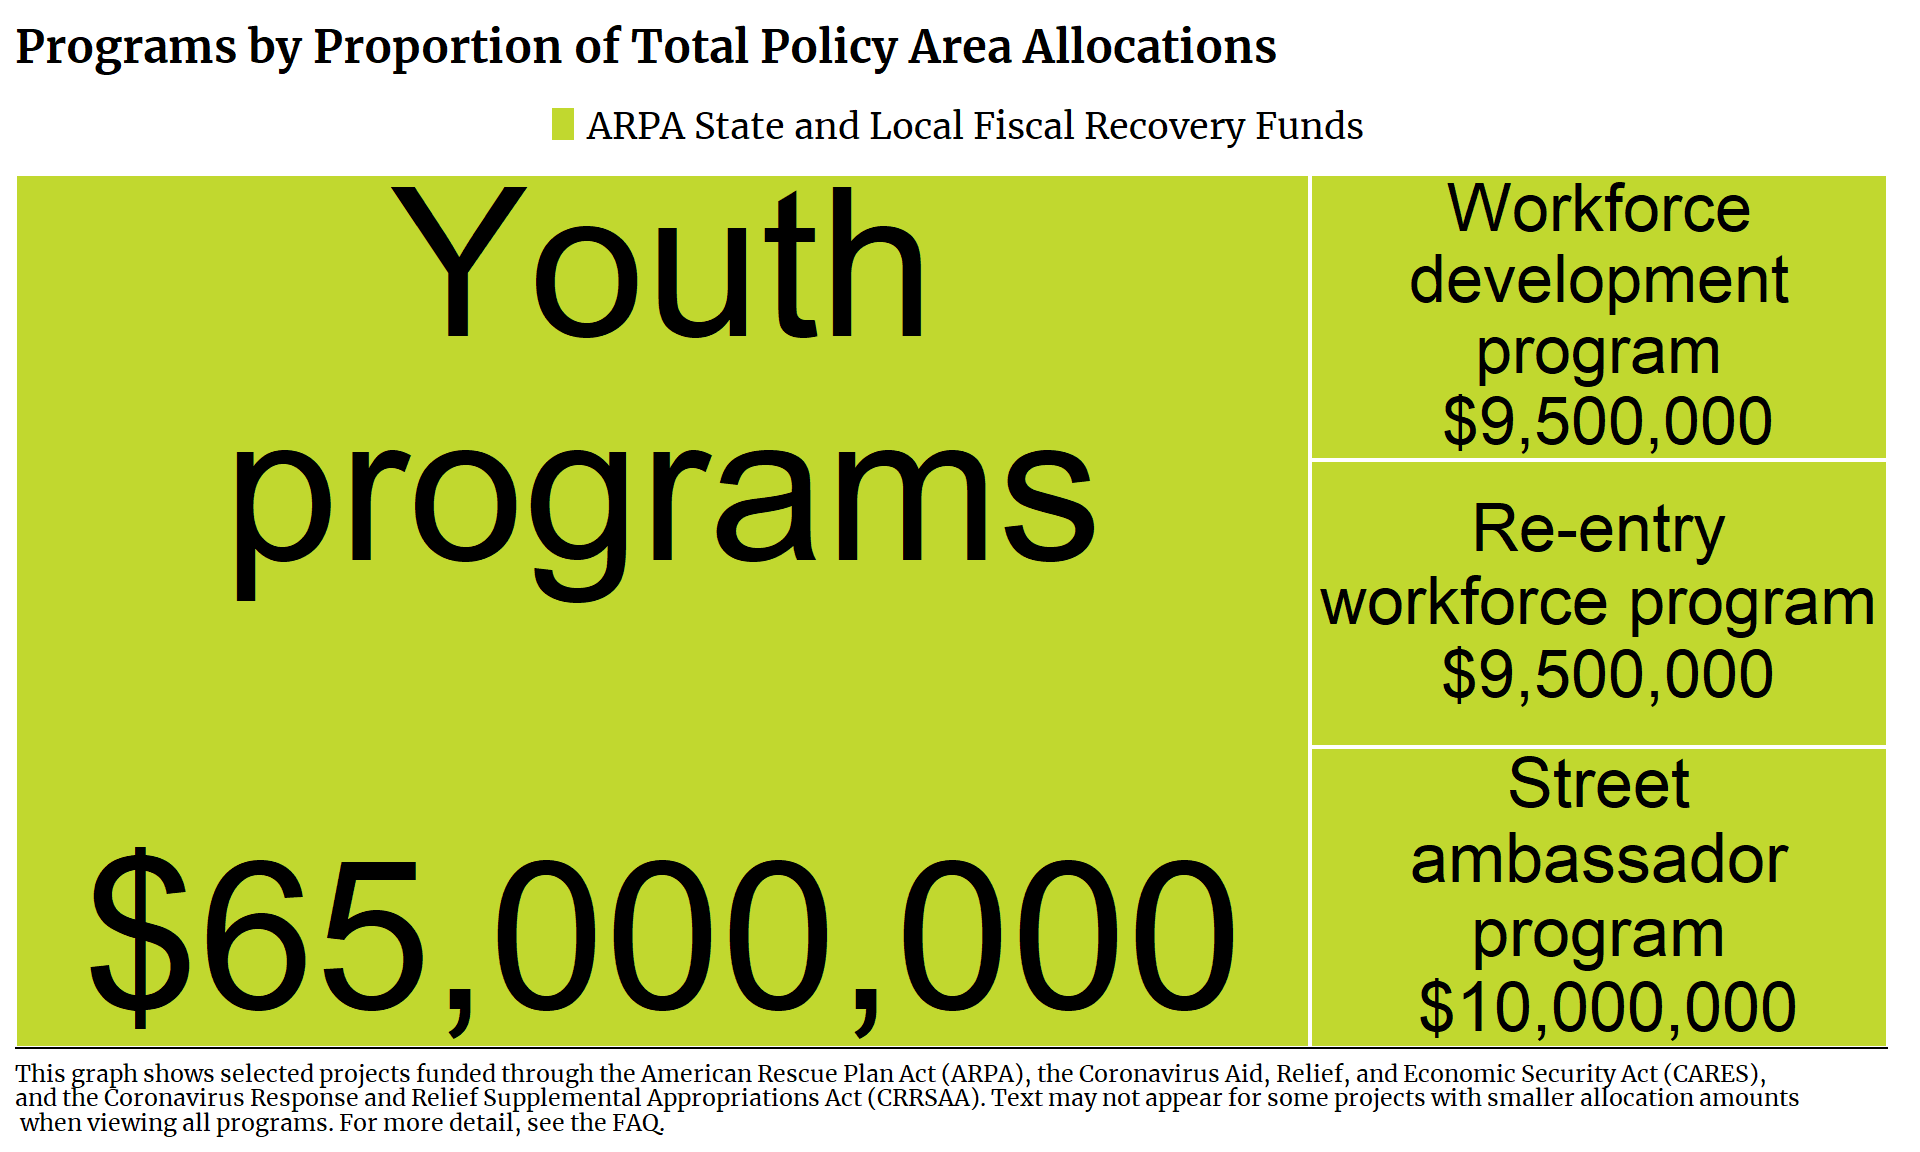 Programs by Proportion of Total Policy Area Allocations
ARPA State and Local Fiscal Recovery Funds
Youth
programs
$65,000,000
Workforce
development
program
$9,500,000
Re-entry
workforce program
$9,500,000
Street
ambassador
program
$10,000,000
This graph shows selected projects funded through the American Rescue Plan Act (ARPA), the Coronavirus Aid, Relief, and Economic Security Act (CARES),
and the Coronavirus Response and Relief Supplemental Appropriations Act (CRRSAA). Text may not appear for some projects with smaller allocation amounts
when viewing all programs. For more detail, see the FAQ.